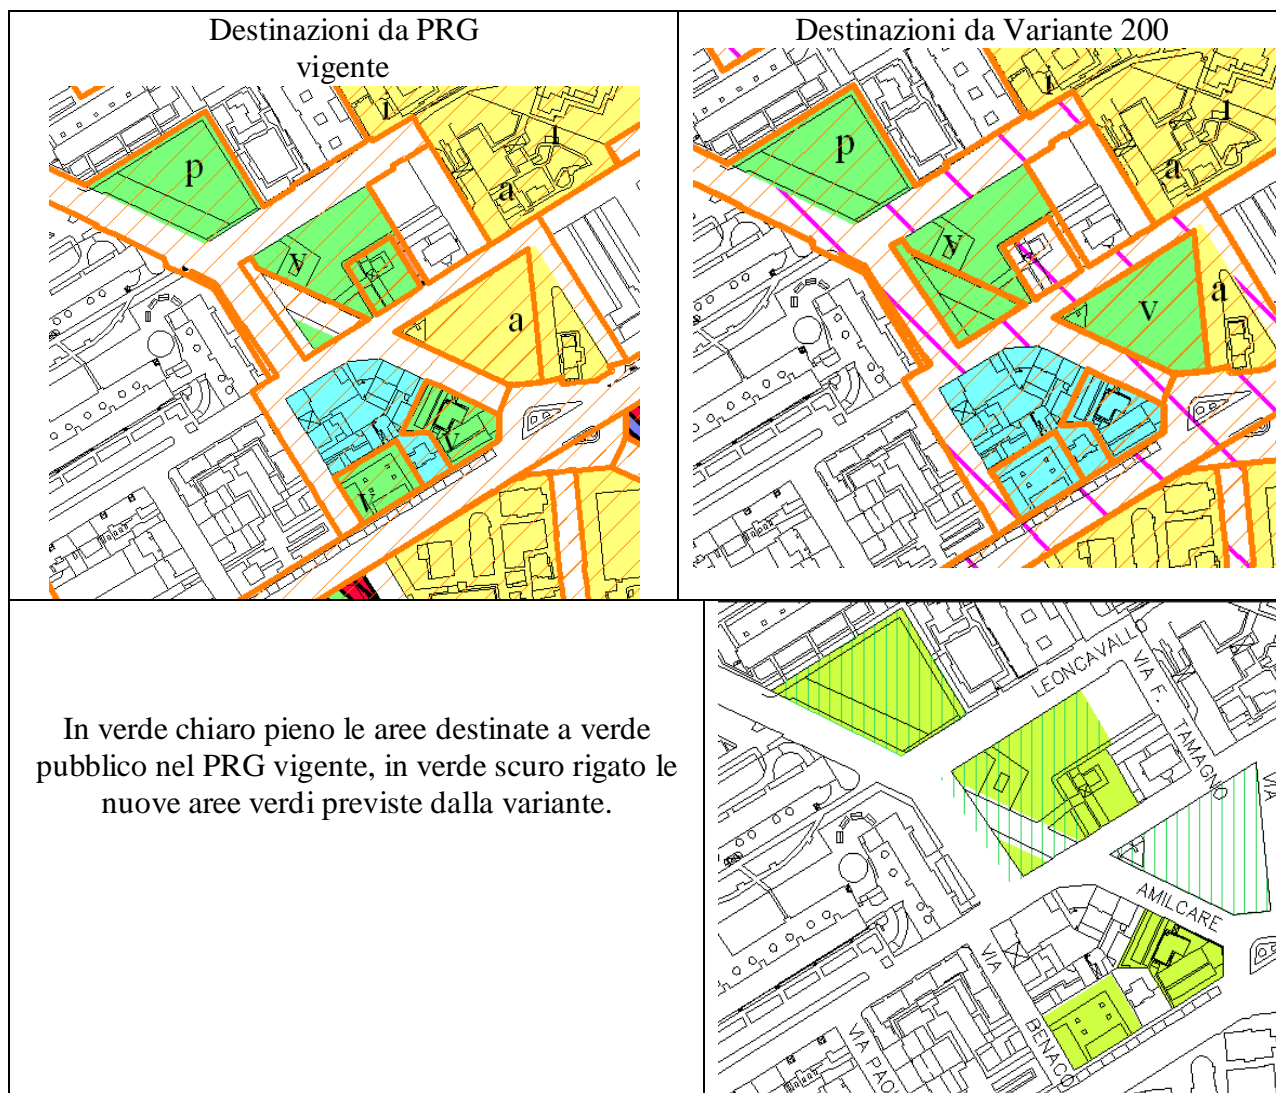 Destinazioni da PRG
vigente
Destinazioni da Variante 200
p
i
i
a
v
a
v
v
p
i
i
a
v
a
v
In verde chiaro pieno le aree destinate a verde
pubblico nel PRG vigente, in verde scuro rigato le
nuove aree verdi previste dalla variante.
LEONCAVALLO
VIA F. TAMAGNO
VIA
AMILCARE
VIA BENACO
VIA PAO